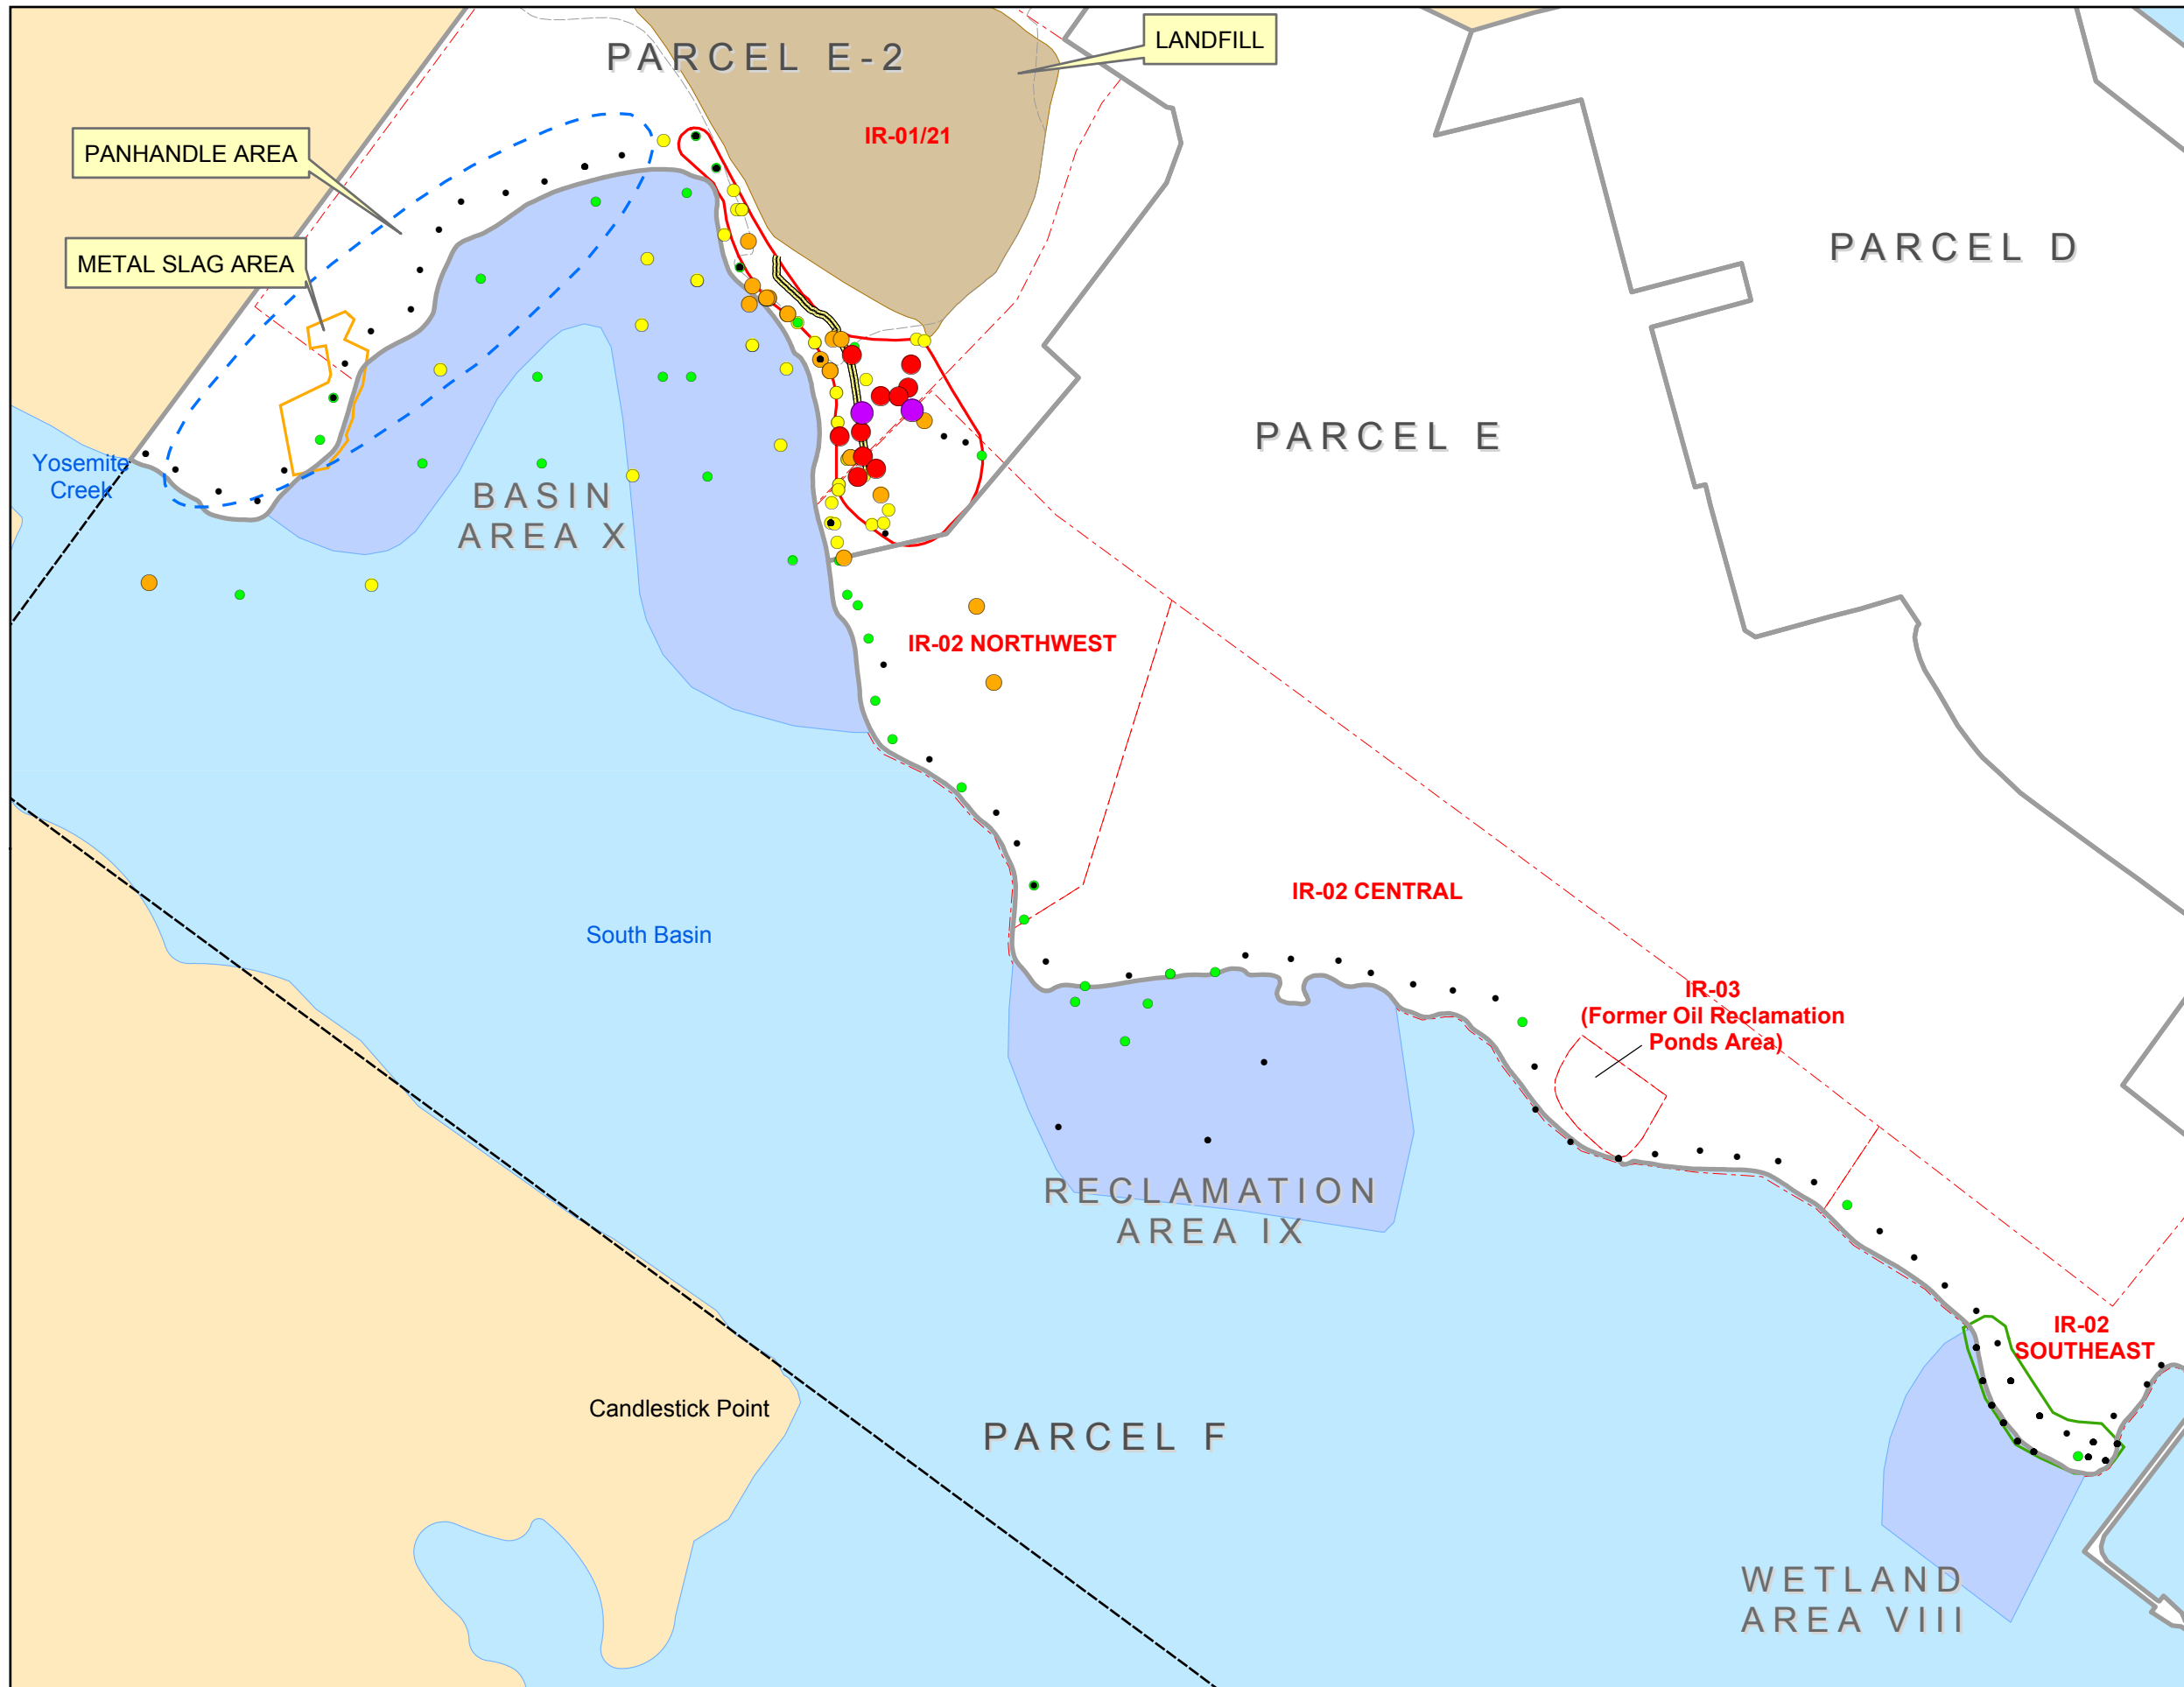 PARCEL E-2
LANDFILL
IR-01/21
PANHANDLE AREA
METAL SLAG AREA
PARCEL D
PARCEL E
Yosemite
Creek
BASIN
AREA X
IR-02 NORTHWEST
IR-02 CENTRAL
South Basin
IR-03
(Former Oil Reclamation
Ponds Area)
RECLAMATION
AREA IX
IR-02
SOUTHEAST
Candlestick Point
PARCEL F
WETLAND
AREA VIII